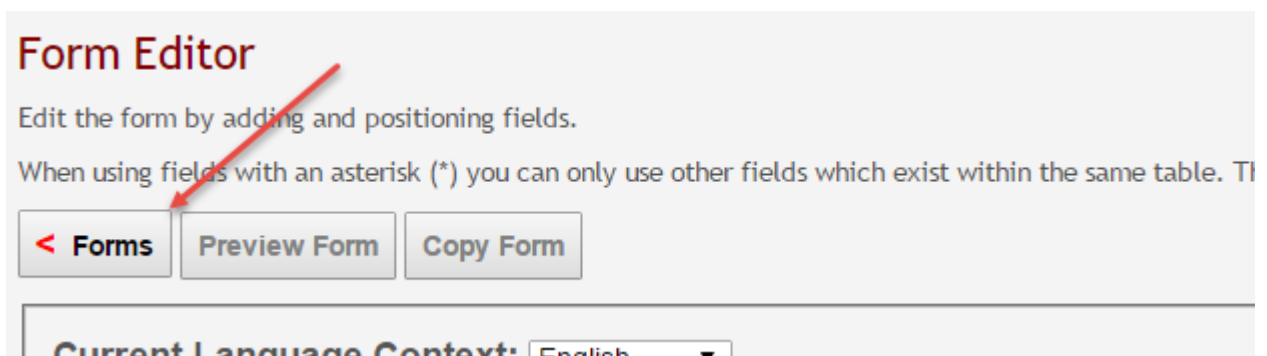 Form Editor
Edit the form by adding and positioning fields.
When using fields with an asterisk (*) you can only use other fields which exist within the same table.
< Forms Preview Form Copy Form
Current Language Context: English